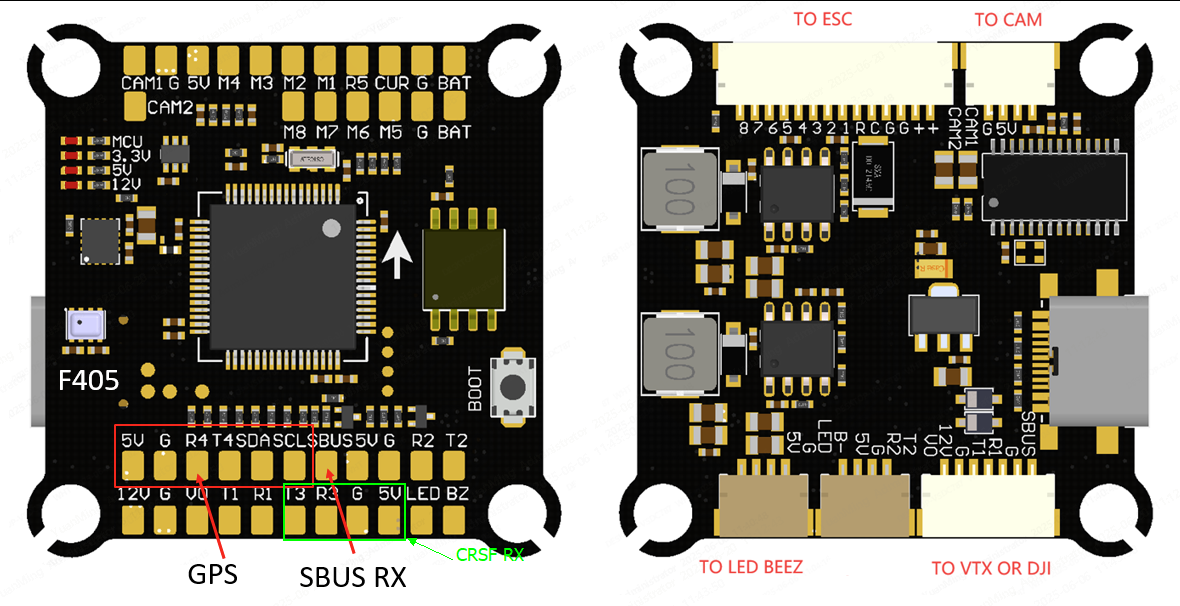 TO ESC
TO CAM
CAM1 G 5V M4 M3 M2 M1 R5 CUR G BAT
CAM2
M8 M7 M6 M5 G BAT
8 7 6 5 4 3 2 1 R C G G + +
CAM2
CAM1
G 5V
MCU
3.3V
5V
12V
100
100
F405
BOOT
5V G R4 T4 SDA SCL SBUS 5V G R2 T2
12V G VO T1 R1 T3 R3 G 5V LED BZ
5V
G
LED
B-
5V
G
R2
T2
VO
12V
G
T1
R1
G
SBUS
GPS
SBUS RX
CRSF RX
TO LED BEEZ
TO VTX OR DJI